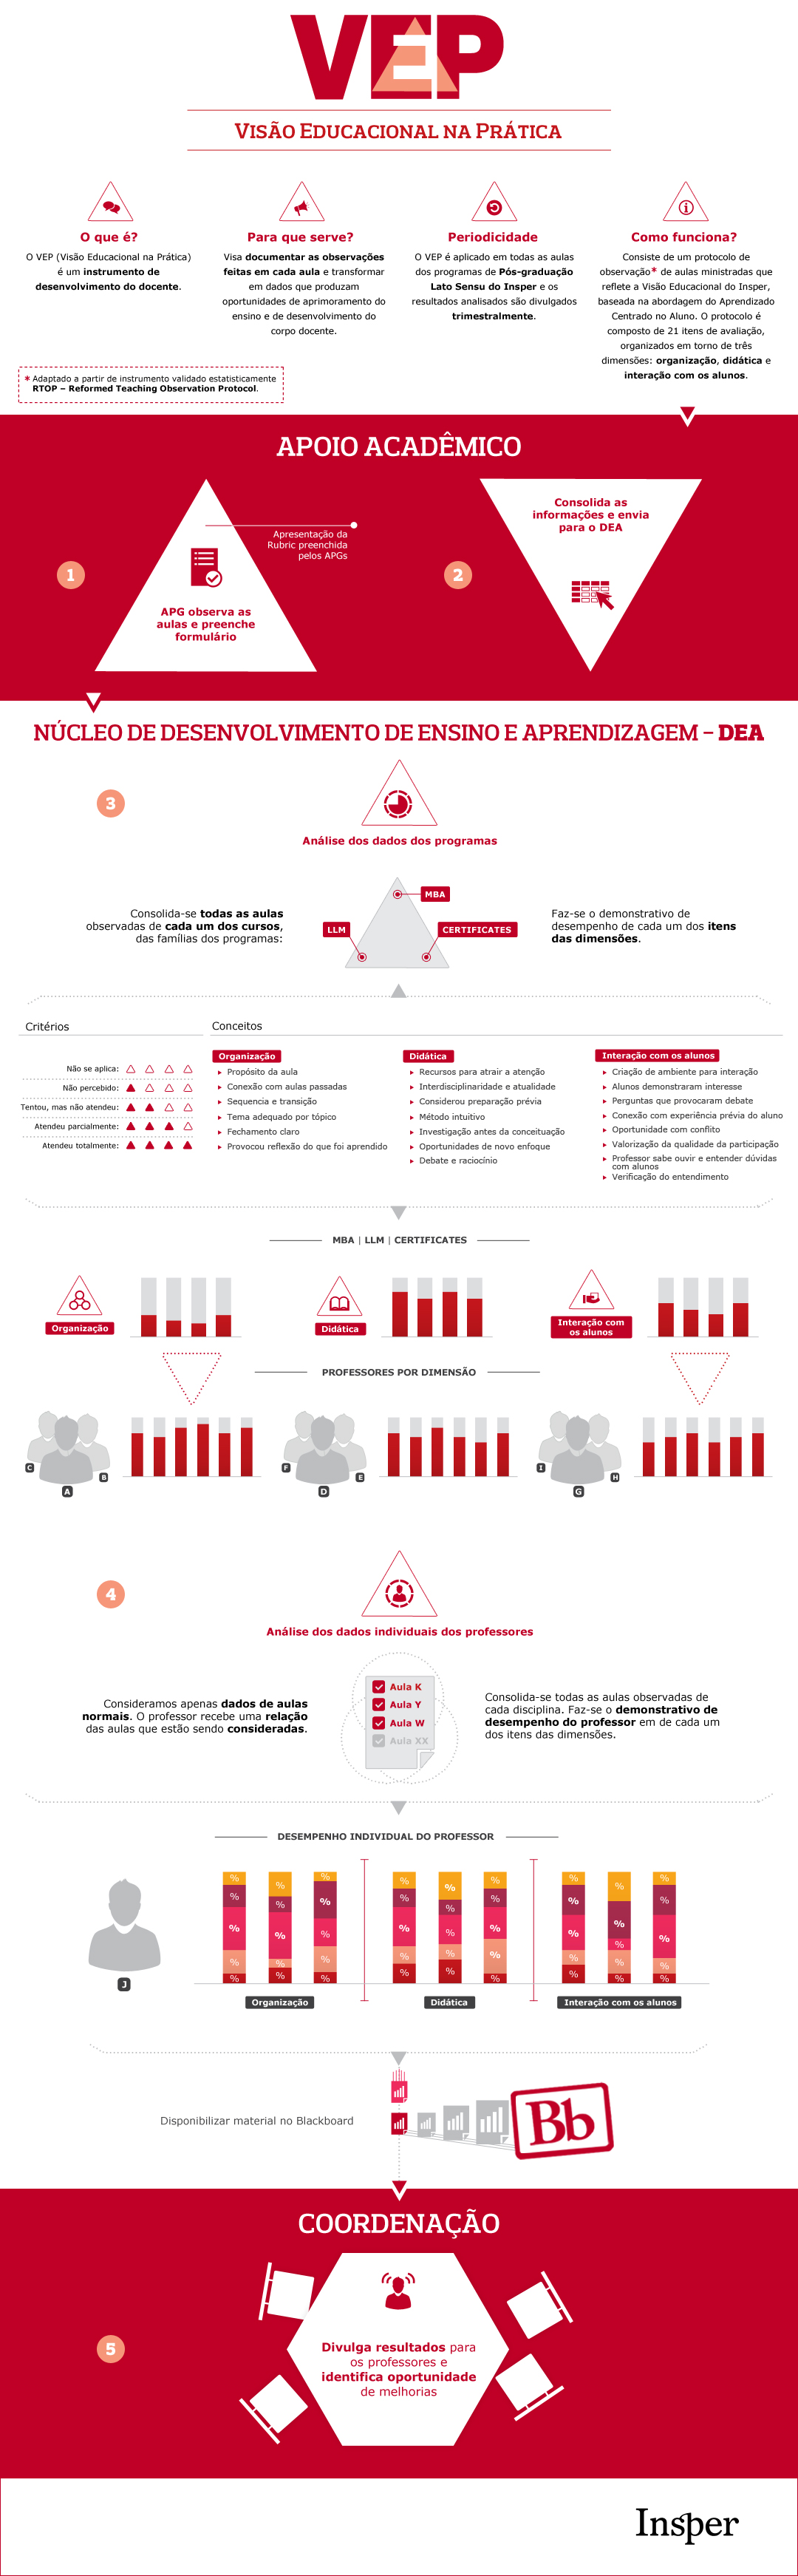 VEP
VISÃO EDUCACIONAL NA PRÁTICA
O que é?
O VEP (Visão Educacional na Prática)
é um instrumento de
desenvolvimento do docente.
Para que serve?
Visa documentar as observações
feitas em cada aula e transformar
em dados que produzam
oportunidades de aprimoramento do
ensino e de desenvolvimento do
corpo docente.
Periodicidade
O VEP é aplicado em todas as aulas
dos programas de Pós-graduação
Lato Sensu do Insper e os
resultados analisados são divulgados
trimestralmente.
Como funciona?
Consiste de um protocolo de
observação* de aulas ministradas que
reflete a Visão Educacional do Insper,
baseada na abordagem do Aprendizado
Centrado no Aluno. O protocolo é
composto de 21 itens de avaliação,
organizados em torno de três
dimensões: organização, didática e
interação com os alunos.
* Adaptado a partir de instrumento validado estatisticamente
RTOP – Reformed Teaching Observation Protocol.
APOIO ACADÊMICO
1
Apresentação da
Rubric preenchida
pelos APGs
APG observa as
aulas e preenche
formulário
2
Consolida as
informações e envia
para o DEA
NÚCLEO DE DESENVOLVIMENTO DE ENSINO E APRENDIZAGEM – DEA
3
Análise dos dados dos programas
Consolida-se todas as aulas
observadas de cada um dos cursos,
das famílias dos programas:
MBA
LLM
CERTIFICATES
Faz-se o demonstrativo de
desempenho de cada um dos itens
das dimensões.
Critérios
Não se aplica:
Não percebido:
Tentou, mas não atendeu:
Atendeu parcialmente:
Atendeu totalmente:
Conceitos
Organização
Propósito da aula
Conexão com aulas passadas
Sequencia e transição
Tema adequado por tópico
Fechamento claro
Provocou reflexão do que foi aprendido
Didática
Recursos para atrair a atenção
Interdisciplinaridade e atualidade
Considerou preparação prévia
Método intuitivo
Investigação antes da conceituação
Oportunidades de novo enfoque
Debate e raciocínio
Interação com os alunos
Criação de ambiente para interação
Alunos demonstraram interesse
Perguntas que provocaram debate
Conexão com experiência prévia do aluno
Oportunidade com conflito
Valorização da qualidade da participação
Professor sabe ouvir e entender dúvidas
com alunos
Verificação do entendimento
MBA | LLM | CERTIFICATES
Organização
Didática
Interação com
os alunos
PROFESSORES POR DIMENSÃO
C
B
A
F
E
D
I
H
G
4
Análise dos dados individuais dos professores
Consideramos apenas dados de aulas
normais. O professor recebe uma relação
das aulas que estão sendo consideradas.
Aula K
Aula Y
Aula W
Aula XX
Consolida-se todas as aulas observadas de
cada disciplina. Faz-se o demonstrativo de
desempenho do professor em de cada um
dos itens das dimensões.
DESEMPENHO INDIVIDUAL DO PROFESSOR
% % % % % % % % %
% % % % % % % % %
% % % % % % % % %
% % % % % % % % %
% % % % % % % % %
J
Organização
Didática
Interação com os alunos
Disponibilizar material no Blackboard
Bb
COORDENAÇÃO
5
Divulga resultados para
os professores e
identifica oportunidade
de melhorias
Insper